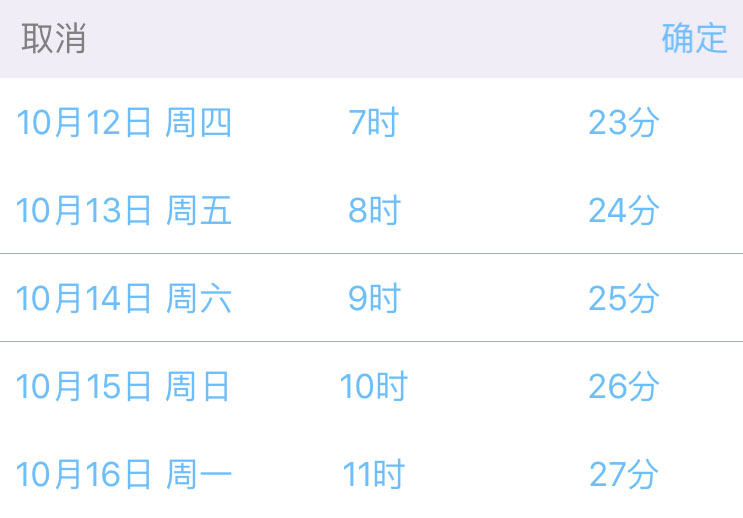 取消 确定
10月12日 周四 7时 23分
10月13日 周五 8时 24分
10月14日 周六 9时 25分
10月15日 周日 10时 26分
10月16日 周一 11时 27分